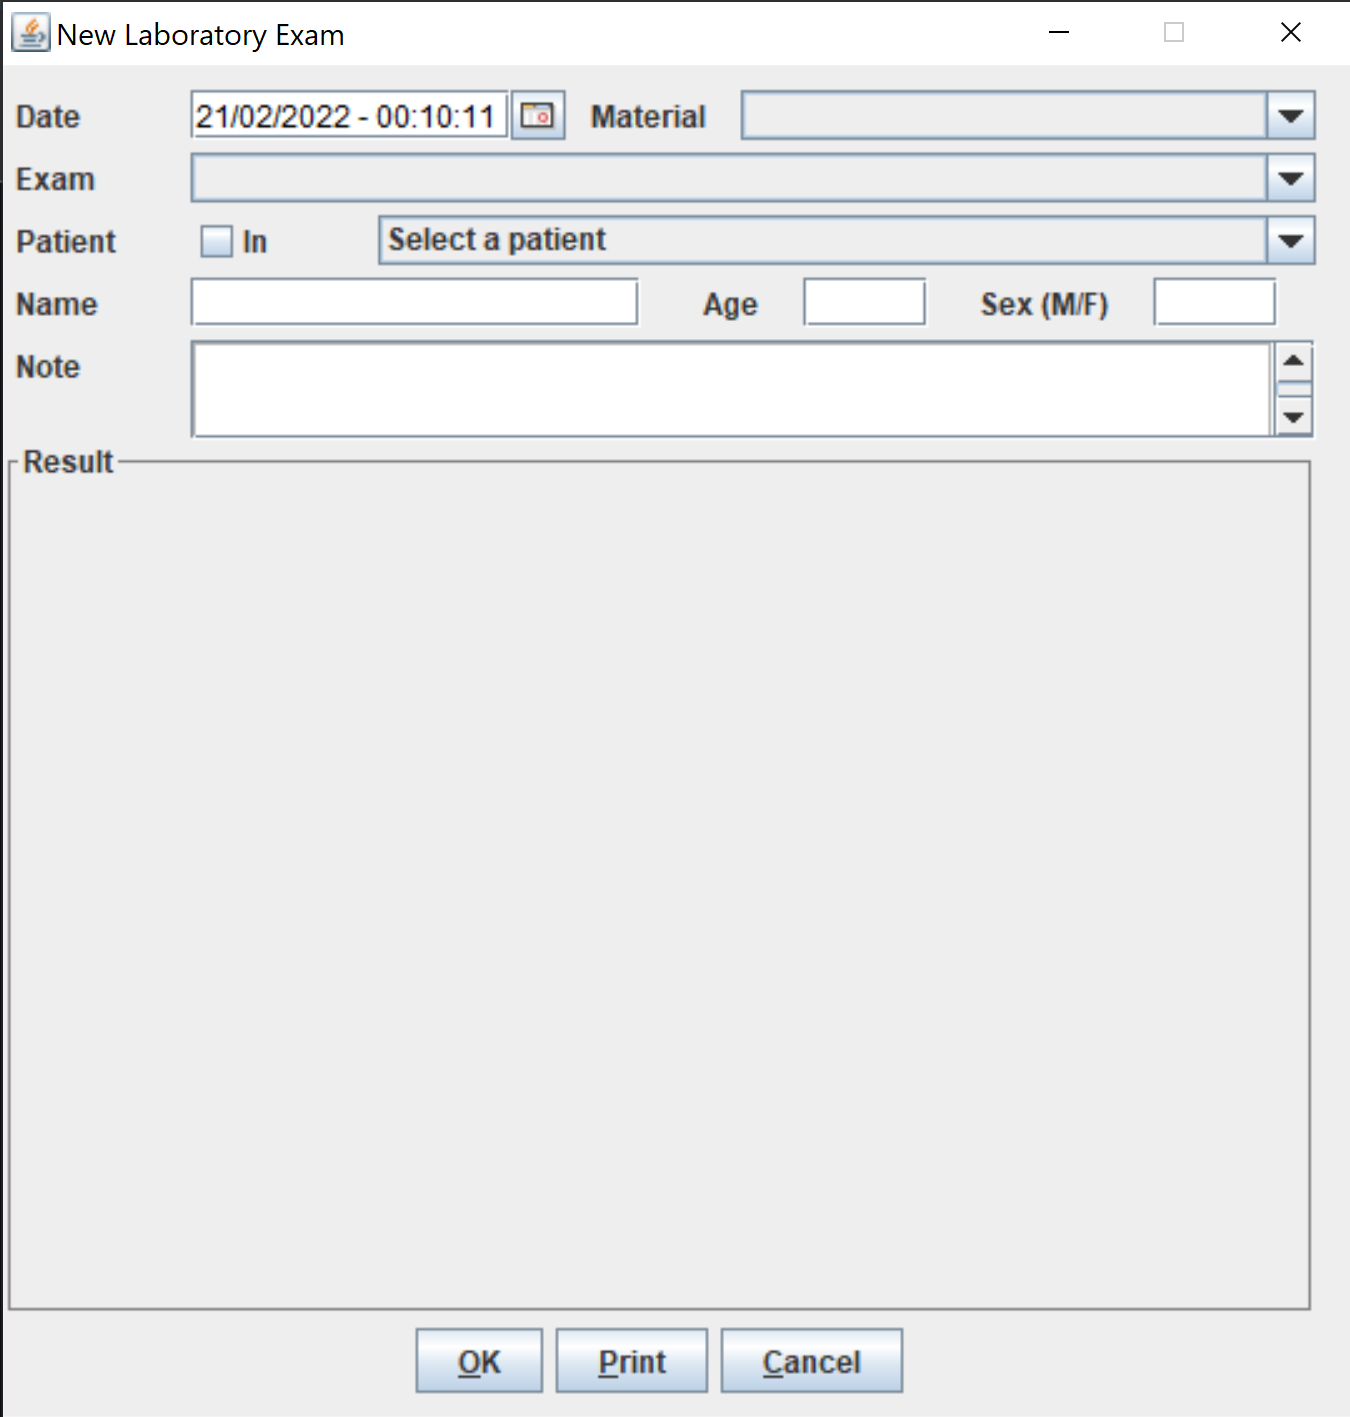 New Laboratory Exam
Date 21/02/2022 - 00:10:11 Material
Exam
Patient In Select a patient
Name Age Sex (M/F)
Note
Result
OK Print Cancel